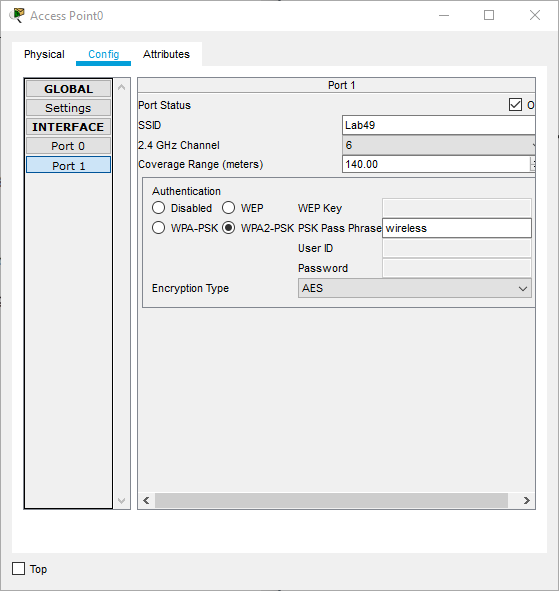 Access Point0
Physical Config Attributes
GLOBAL
Settings
INTERFACE
Port 0
Port 1
Port 1
Port Status O
SSID Lab49
2.4 GHz Channel 6
Coverage Range (meters) 140.00
Authentication
Disabled WEP WEP Key
WPA-PSK WPA2-PSK PSK Pass Phrase wireless
User ID
Password
Encryption Type AES
Top